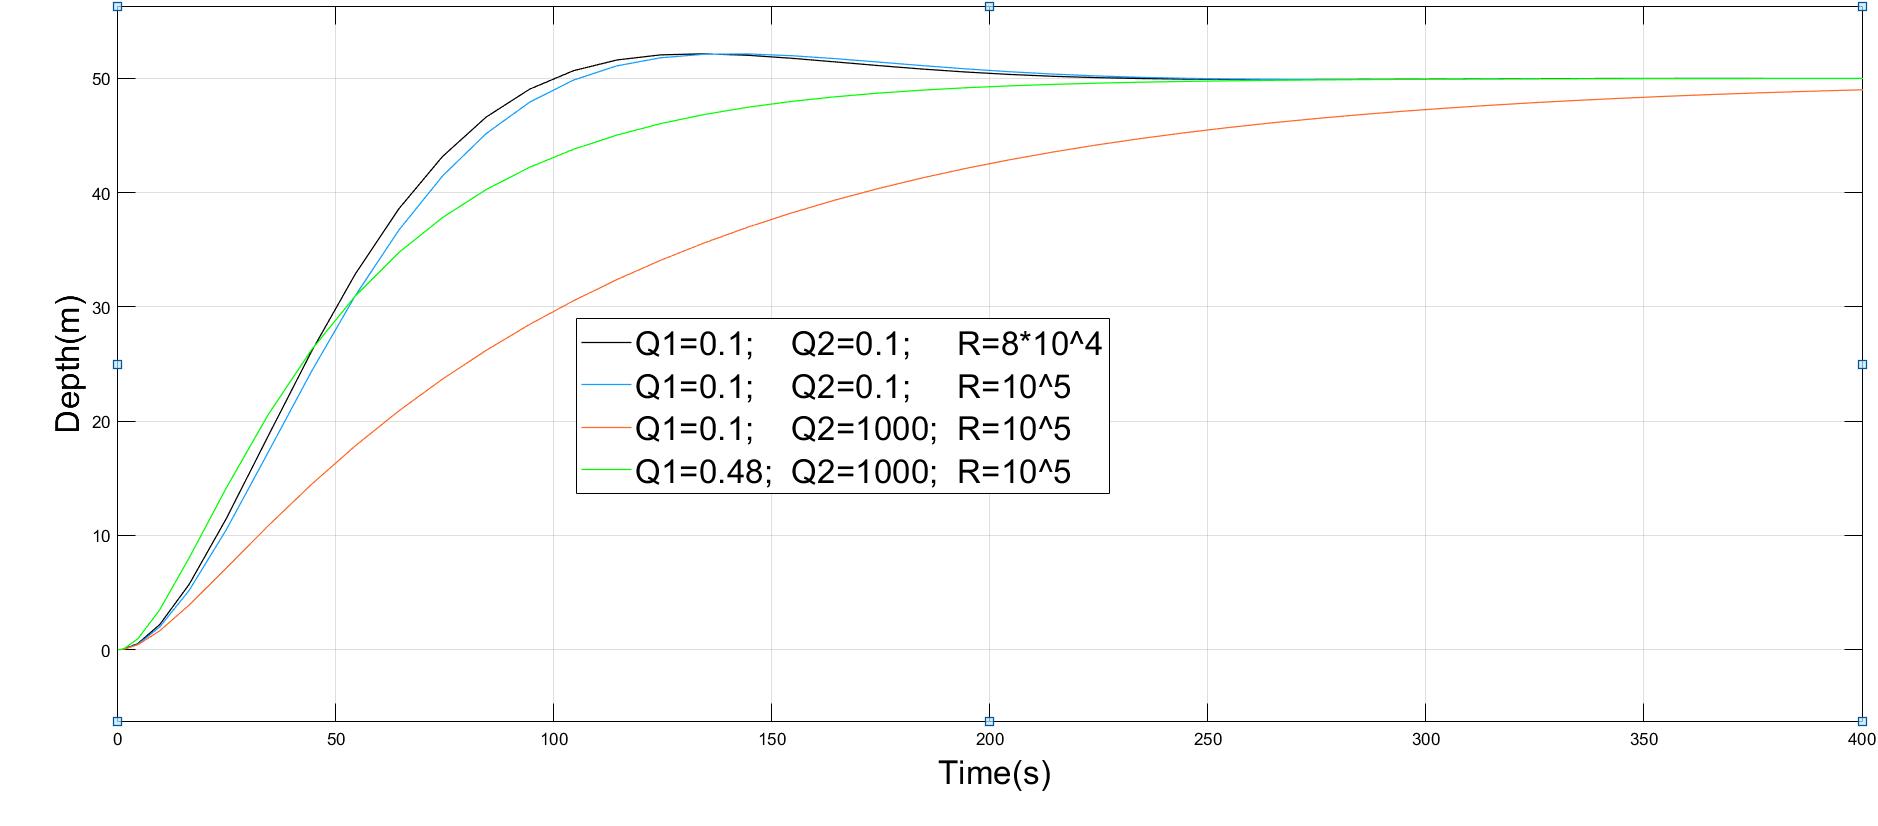 50
40
30
20
10
0
Depth(m)
Q1=0.1; Q2=0.1; R=8*10^4
Q1=0.1; Q2=0.1; R=10^5
Q1=0.1; Q2=1000; R=10^5
Q1=0.48; Q2=1000; R=10^5
0 50 100 150 200 250 300 350 400
Time(s)